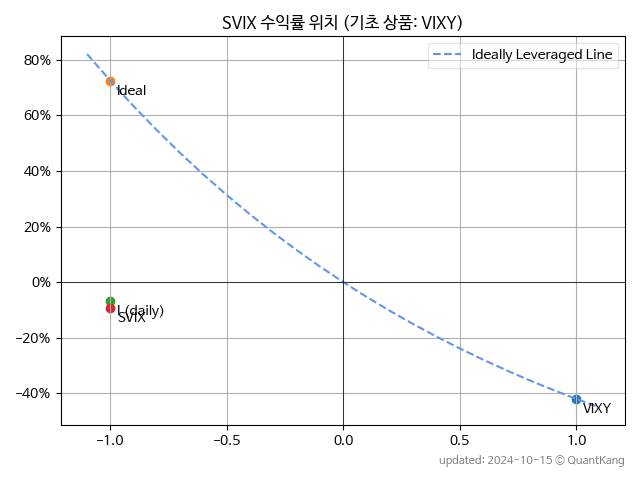 SVIX 수익률 위치 (기초 상품: VIXY)
Ideally Leveraged Line
80%
60%
40%
20%
0%
−20%
−40%
Ideal
L(daily)
SVIX
VIXY
−1.0
−0.5
0.0
0.5
1.0
updated: 2024-10-15 © QuantKang